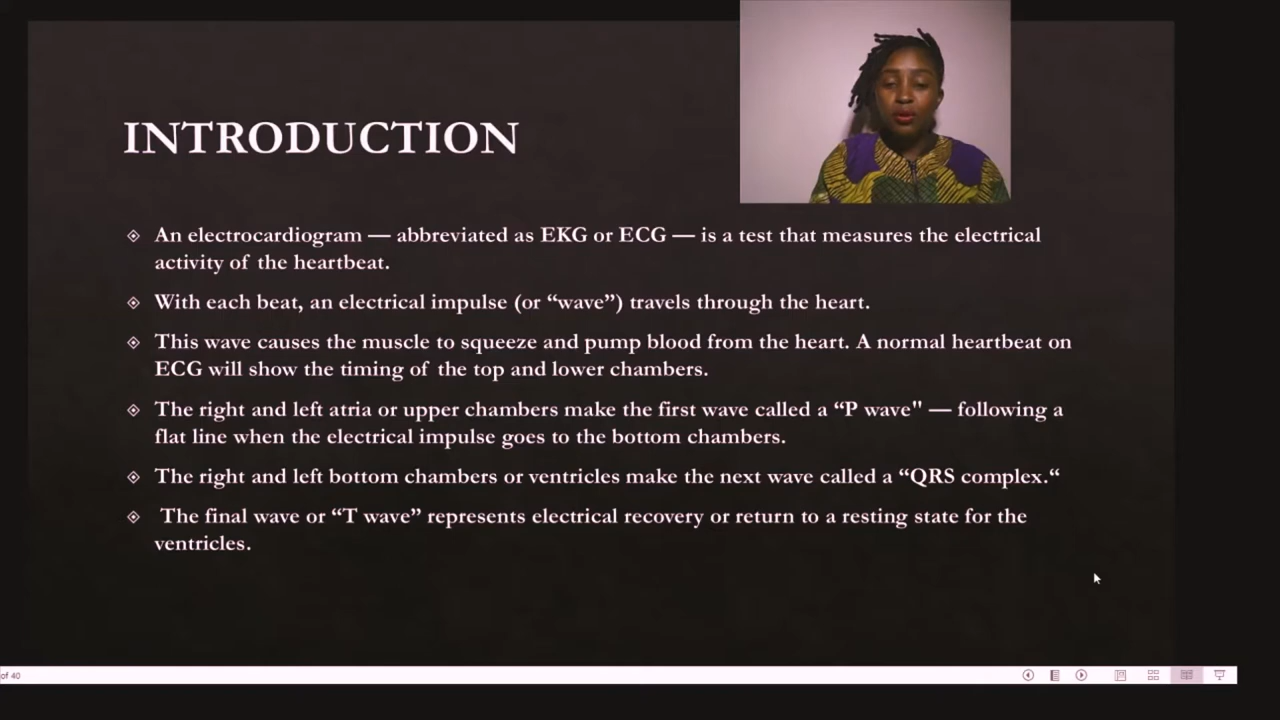 INTRODUCTION
An electrocardiogram — abbreviated as EKG or ECG — is a test that measures the electrical
activity of the heartbeat.
With each beat, an electrical impulse (or “wave”) travels through the heart.
This wave causes the muscle to squeeze and pump blood from the heart. A normal heartbeat on
ECG will show the timing of the top and lower chambers.
The right and left atria or upper chambers make the first wave called a “P wave" — following a
flat line when the electrical impulse goes to the bottom chambers.
The right and left bottom chambers or ventricles make the next wave called a “QRS complex.“
The final wave or “T wave” represents electrical recovery or return to a resting state for the
ventricles.
of 40